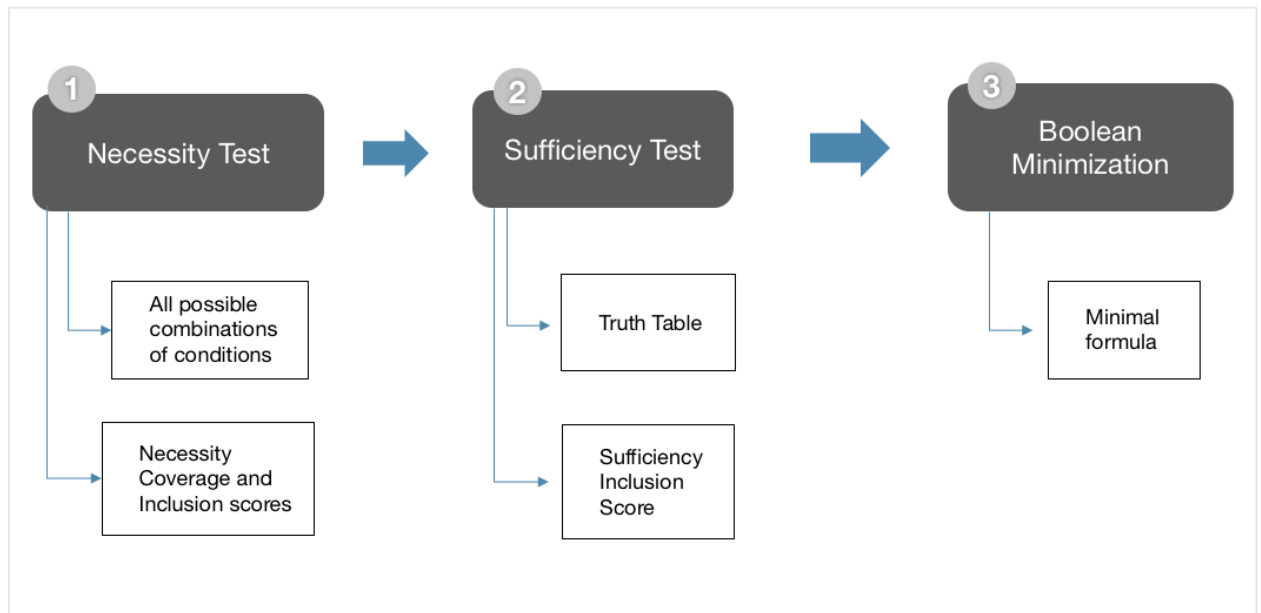 1
Necessity Test
2
Sufficiency Test
3
Boolean
Minimization
All possible
combinations
of conditions
Necessity
Coverage and
Inclusion scores
Truth Table
Sufficiency
Inclusion
Score
Minimal
formula